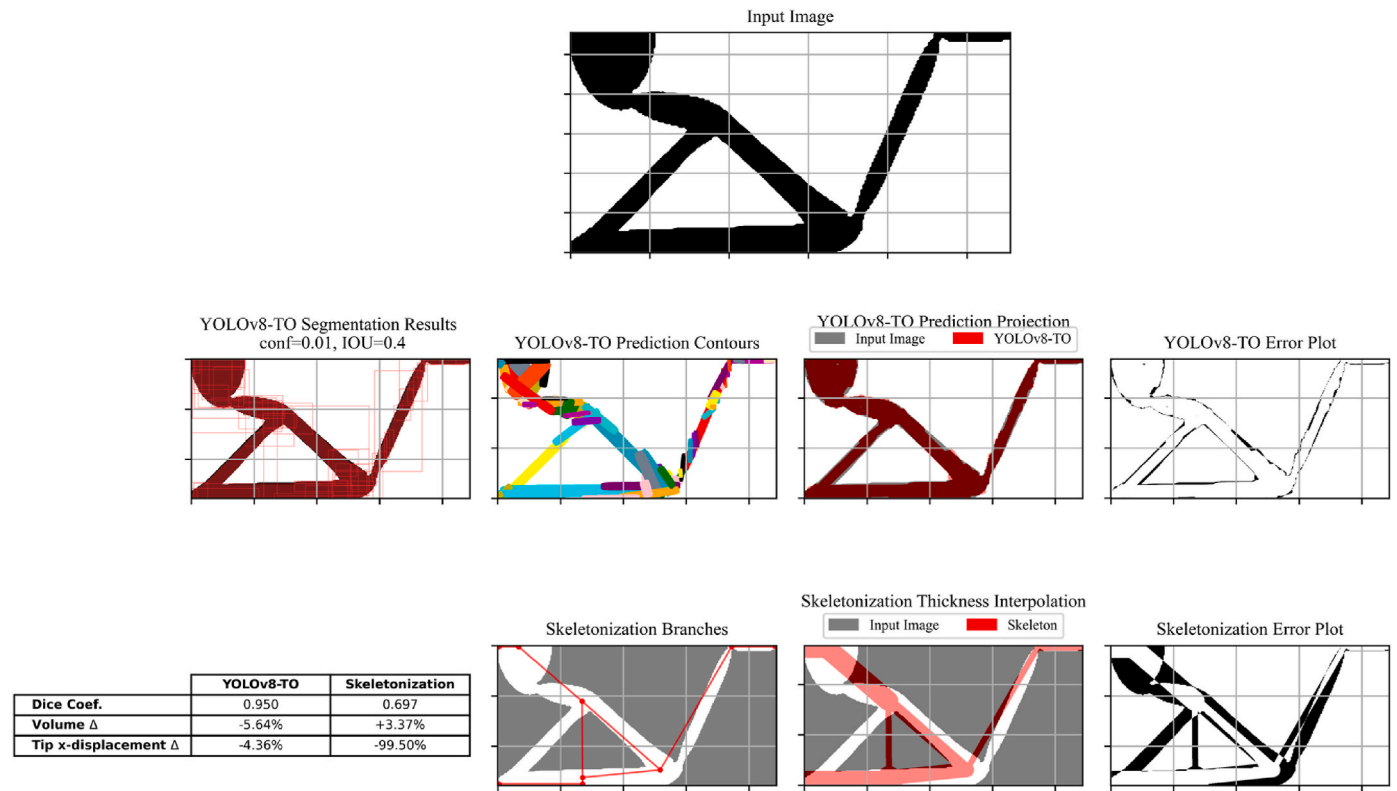 Input Image
YOLOv8-TO Segmentation Results
conf=0.01, IOU=0.4
YOLOv8-TO Prediction Contours
YOLOv8-TO Prediction Projection
Input Image
YOLOv8-TO
YOLOv8-TO Error Plot
Skeletonization Branches
Skeletonization Thickness Interpolation
Input Image
Skeleton
Skeletonization Error Plot
YOLOv8-TO Skeletonization
Dice Coef. 0.950 0.697
Volume Δ -5.64% +3.37%
Tip x-displacement Δ -4.36% -99.50%